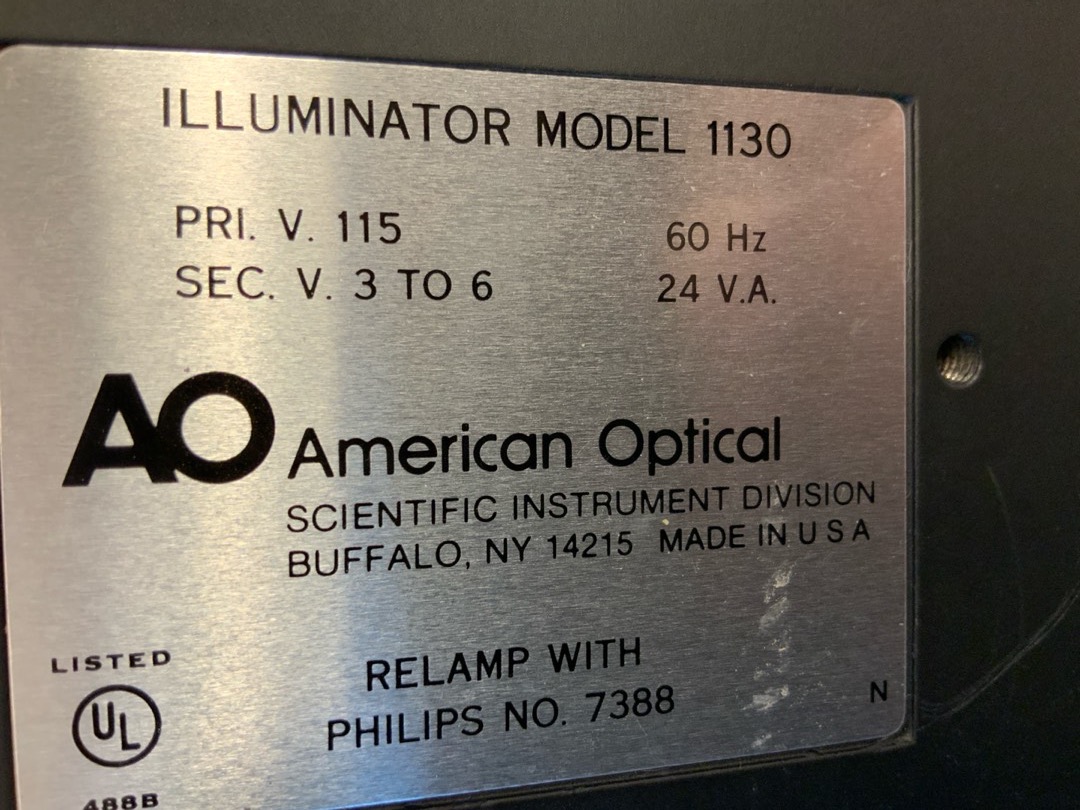 ILLUMINATOR MODEL 1130
PRI. V. 115 60 Hz
SEC. V. 3 TO 6 24 V.A.
AO American Optical
SCIENTIFIC INSTRUMENT DIVISION
BUFFALO, NY 14215 MADE IN U S A
LISTED
UL
488B
RELAMP WITH
PHILIPS NO. 7388
N